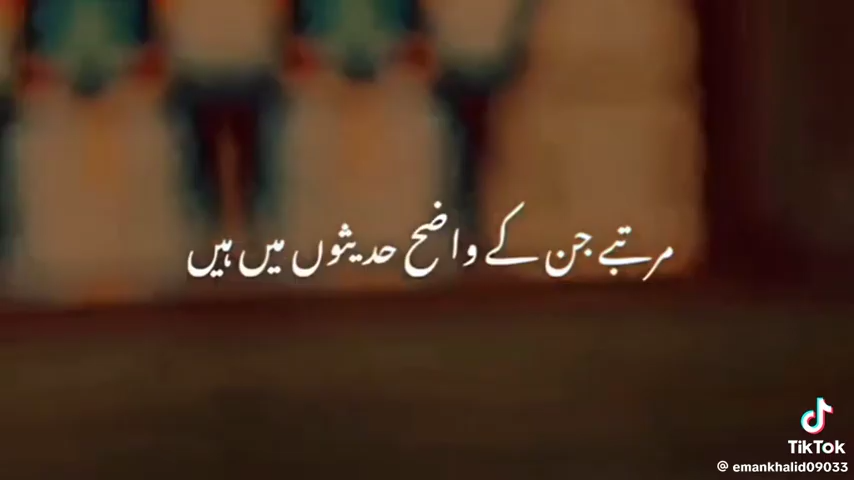 مرتبے جن کے واضح حدیثوں میں ہیں
TikTok
@ emankhalid09033